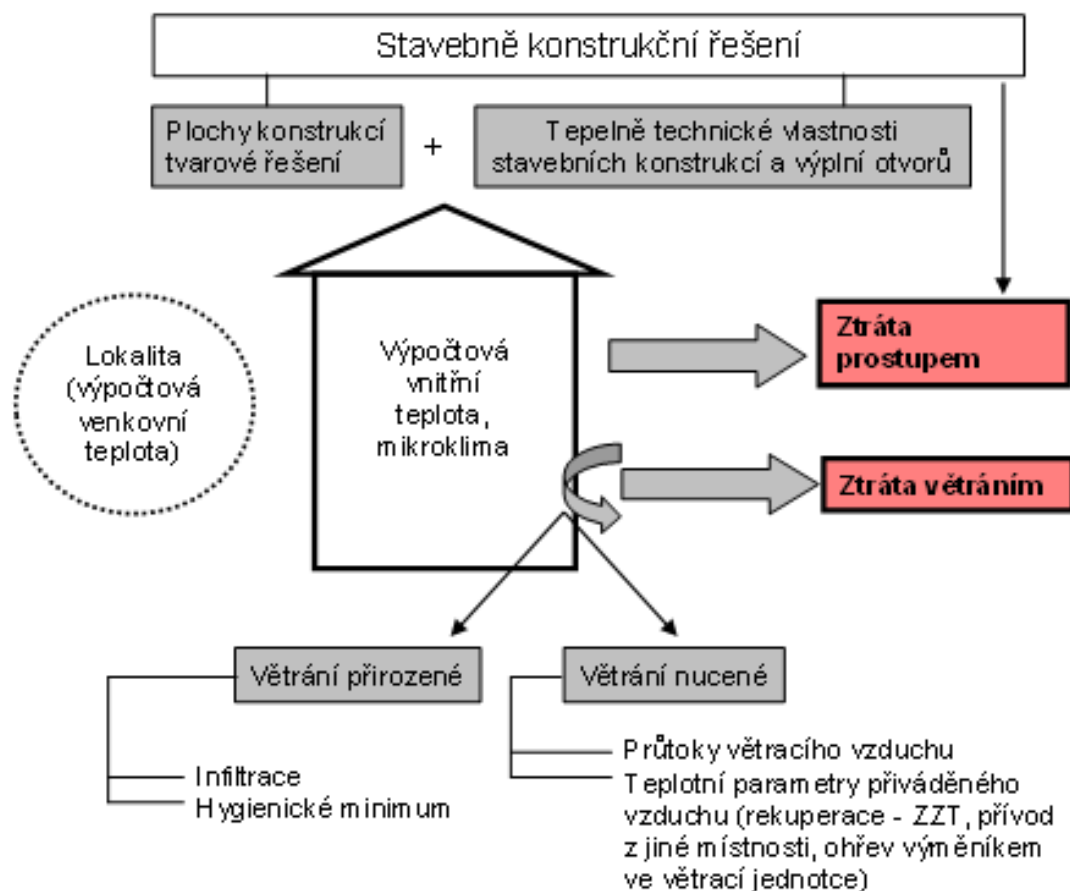 Stavebně konstrukční řešení
Plochy konstrukcí
tvarové řešení
+
Tepelně technické vlastnosti
stavebních konstrukcí a výplní otvorů
Lokalita
(výpočtová
venkovní
teplota)
Výpočtová
vnitřní
teplota,
mikroklima
Ztráta
prostupem
Ztráta větráním
Větrání přirozené
Infiltrace
Hygienické minimum
Větrání nucené
Průtoky větracího vzduchu
Teplotní parametry přiváděného
vzduchu (rekuperace - ZZT, přívod
z jiné místnosti, ohřev výměníkem
ve větrací jednotce)